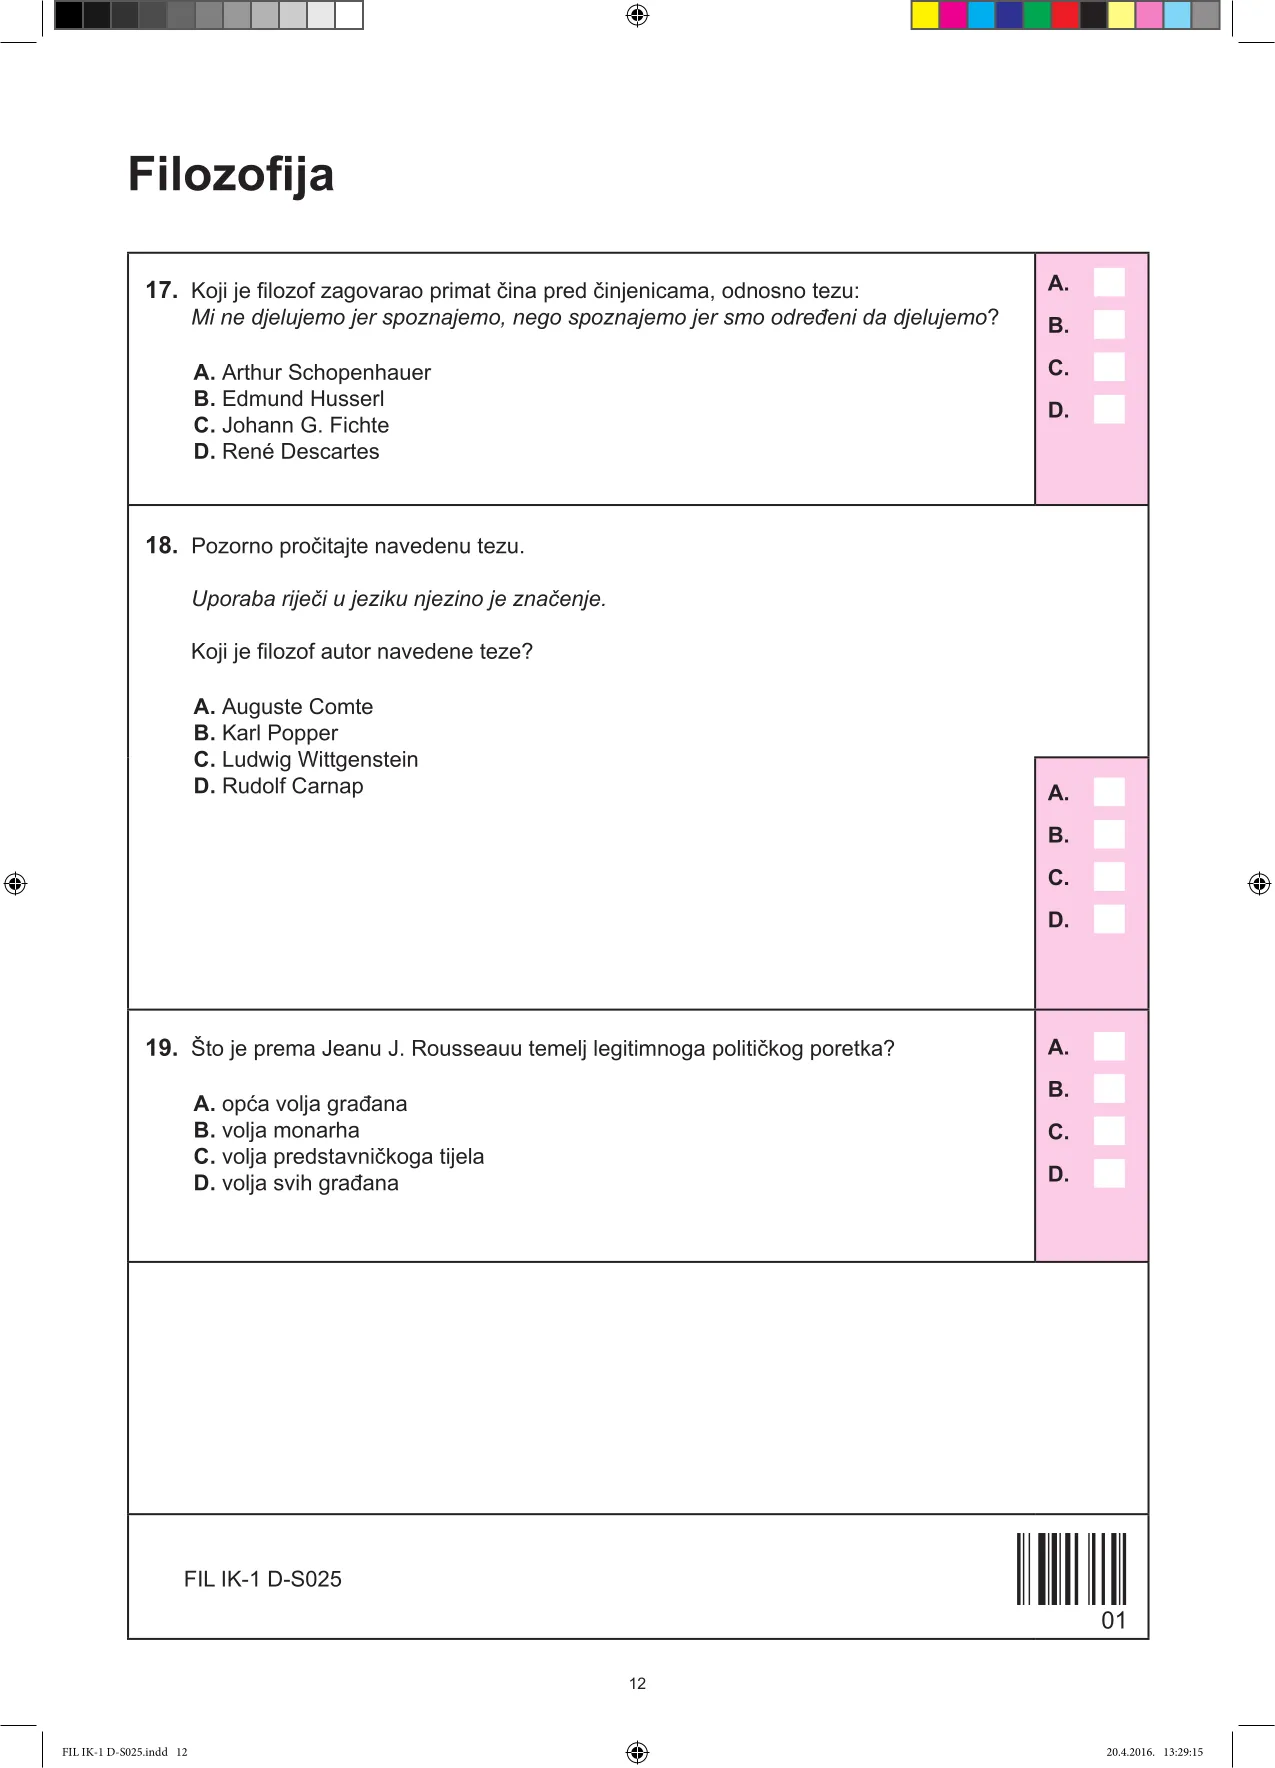 Filozofija
17. Koji je filozof zagovarao primat čina pred činjenicama, odnosno tezu:
Mi ne djelujemo jer spoznajemo, nego spoznajemo jer smo određeni da djelujemo?
A. Arthur Schopenhauer
B. Edmund Husserl
C. Johann G. Fichte
D. René Descartes
A.
B.
C.
D.
18. Pozorno pročitajte navedenu tezu.
Uporaba riječi u jeziku njezino je značenje.
Koji je filozof autor navedene teze?
A. Auguste Comte
B. Karl Popper
C. Ludwig Wittgenstein
D. Rudolf Carnap
A.
B.
C.
D.
19. Što je prema Jeanu J. Rousseauu temelj legitimnoga političkog poretka?
A. opća volja građana
B. volja monarha
C. volja predstavničkoga tijela
D. volja svih građana
A.
B.
C.
D.
FIL IK-1 D-S025
01
12
FIL IK-1 D-S025.indd 12
20.4.2016. 13:29:15